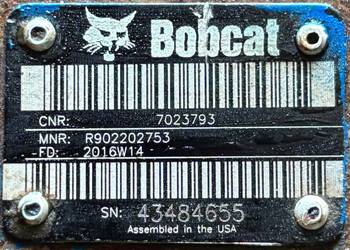 Bobcat
CNR: 7023793
MNR: R902202753
FD: 2016W14
SN: 43484655
Assembled in the USA